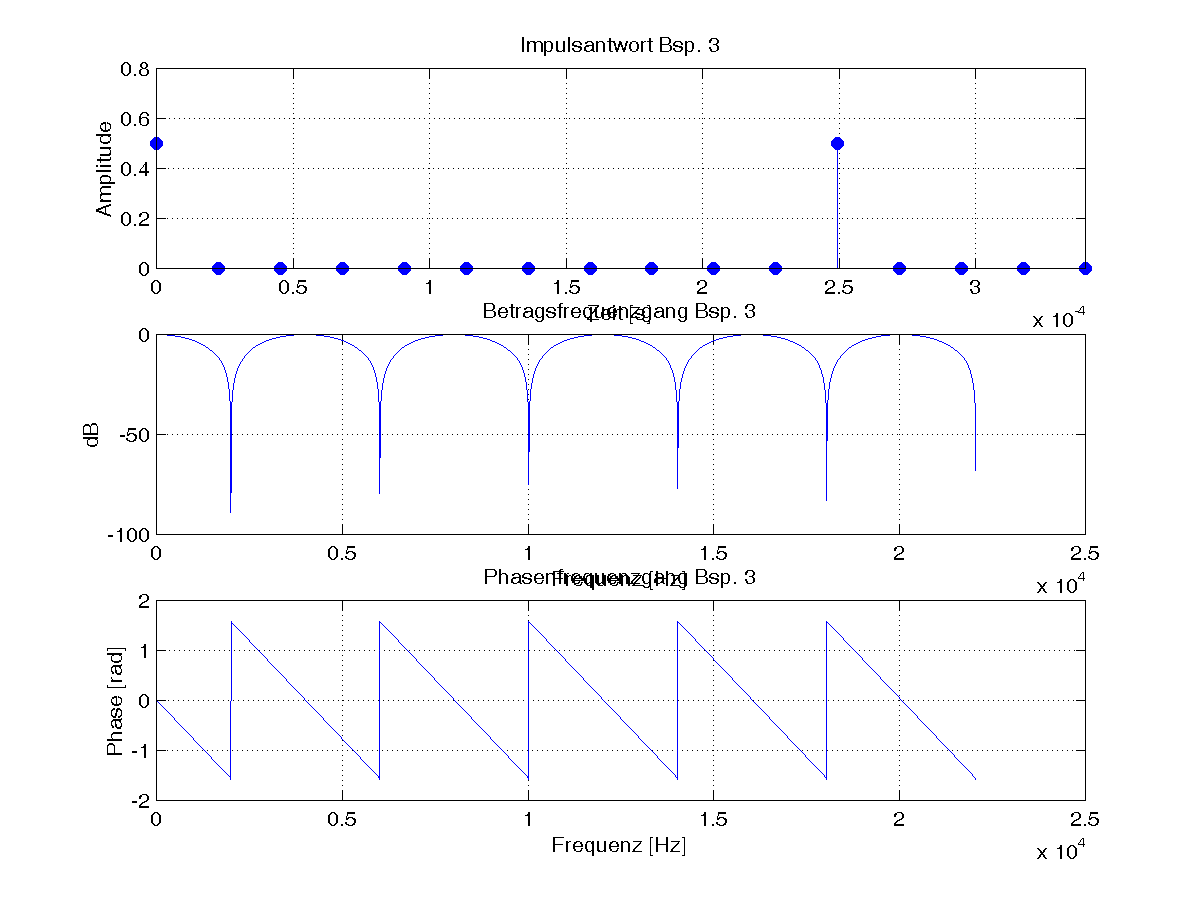 Impulsantwort Bsp. 3
0.8
0.6
0.4
0.2
0
Amplitude
0 0.5 1 1.5 2 2.5 3
x 10^-4
Zeit [s]
Betragsfrequenzgang Bsp. 3
0
-50
-100
dB
0 0.5 1 1.5 2 2.5
x 10^4
Frequenz [Hz]
Phasenfrequenzgang Bsp. 3
2
1
0
-1
-2
Phase [rad]
0 0.5 1 1.5 2 2.5
x 10^4
Frequenz [Hz]